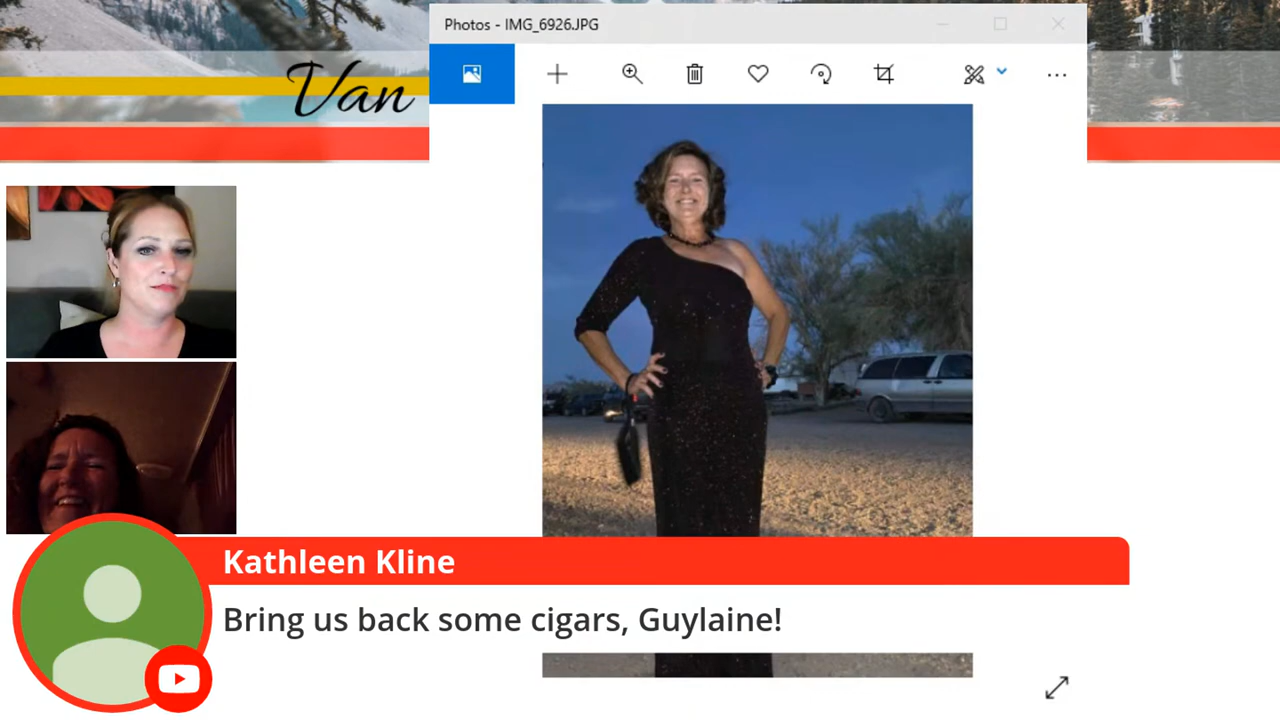 Photos - IMG_6926.JPG
Van
Kathleen Kline
Bring us back some cigars, Guylaine!